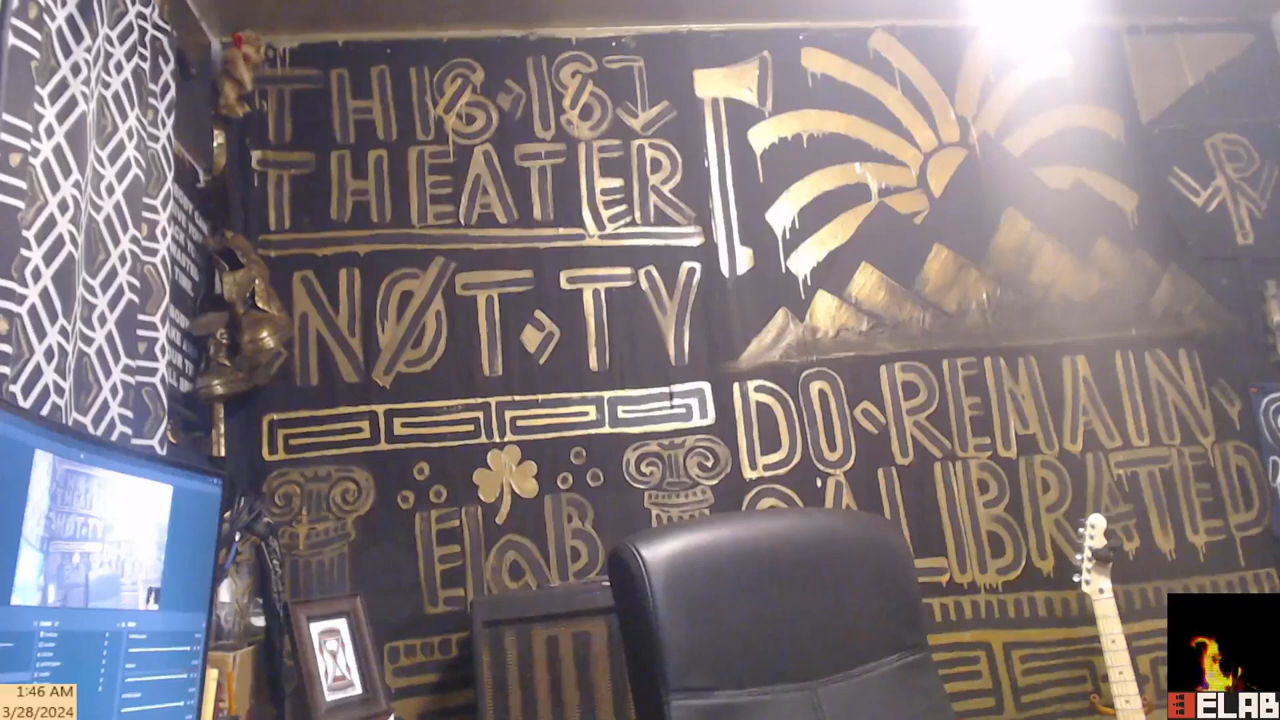 THIS·IS
THEATER
NØT·TV
DO·REMAIN,
CALIBRATED
ELAB
1:46 AM
3/28/2024
ELAB